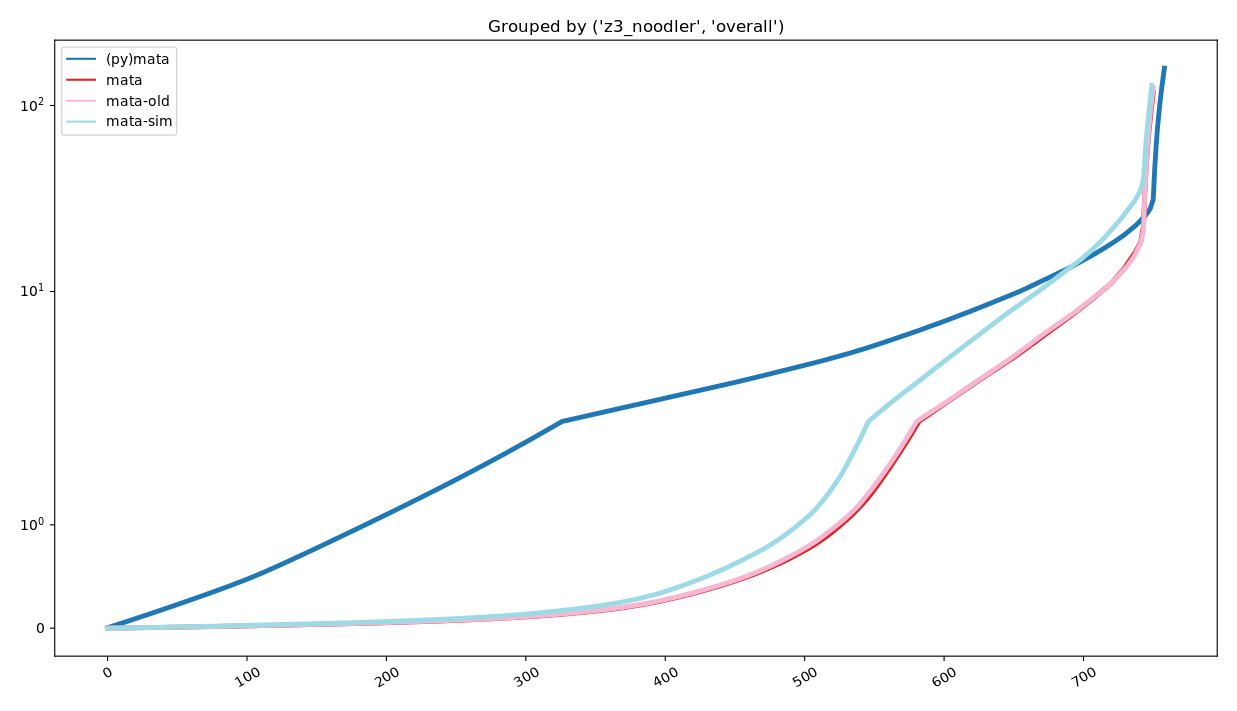 Grouped by ('z3_noodler', 'overall')
(py)mata
mata
mata-old
mata-sim
10²
10¹
10⁰
0
0
100
200
300
400
500
600
700